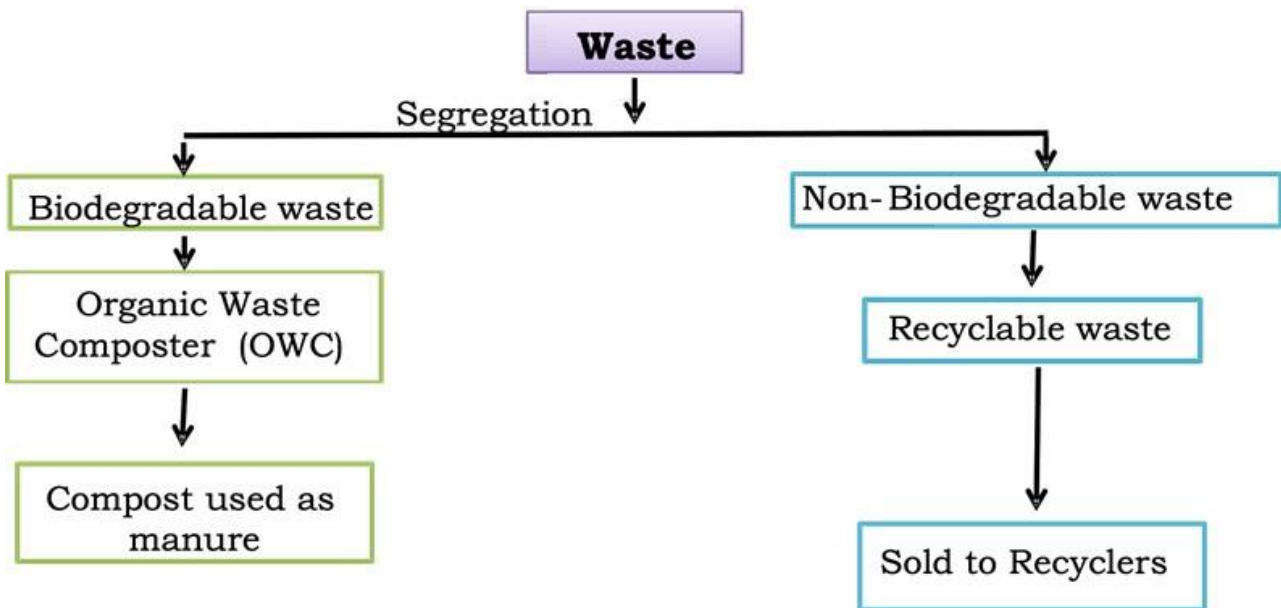 Waste
Segregation
Biodegradable waste
Non-Biodegradable waste
Organic Waste
Composter (OWC)
Recyclable waste
Compost used as
manure
Sold to Recyclers